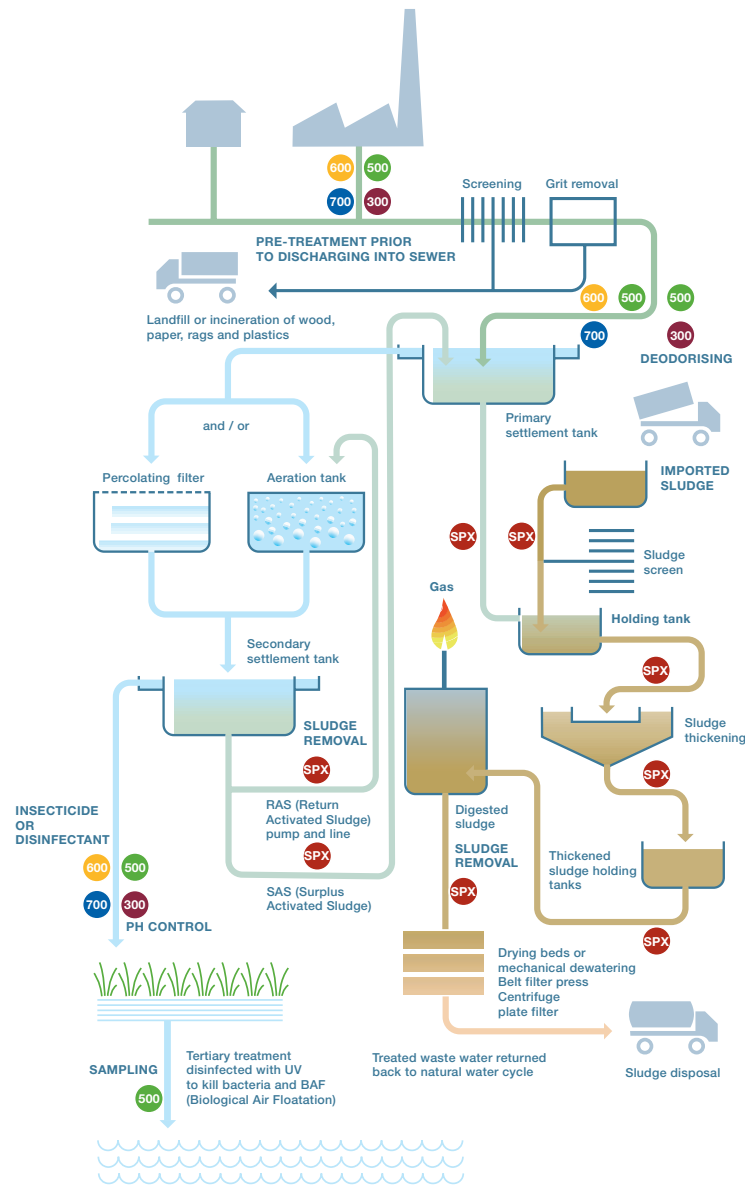 600
500
700
300
Screening
Grit removal
PRE-TREATMENT PRIOR
TO DISCHARGING INTO SEWER
Landfill or incineration of wood,
paper, rags and plastics
600
500
500
700
300
DEODORISING
and / or
Primary
settlement tank
Percolating filter
Aeration tank
IMPORTED
SLUDGE
SPX
SPX
Sludge
screen
Gas
Holding tank
Secondary
settlement tank
SPX
SLUDGE
REMOVAL
SPX
Sludge
thickening
SPX
RAS (Return
Activated Sludge)
pump and line
SPX
SAS (Surplus
Activated Sludge)
INSECTICIDE
OR
DISINFECTANT
600
500
700
300
PH CONTROL
Digested
sludge
SLUDGE
REMOVAL
SPX
Thickened
sludge holding
tanks
SPX
Drying beds or
mechanical dewatering
Belt filter press
Centrifuge
plate filter
SAMPLING
500
Tertiary treatment
disinfected with UV
to kill bacteria and BAF
(Biological Air Floatation)
Treated waste water returned
back to natural water cycle
Sludge disposal